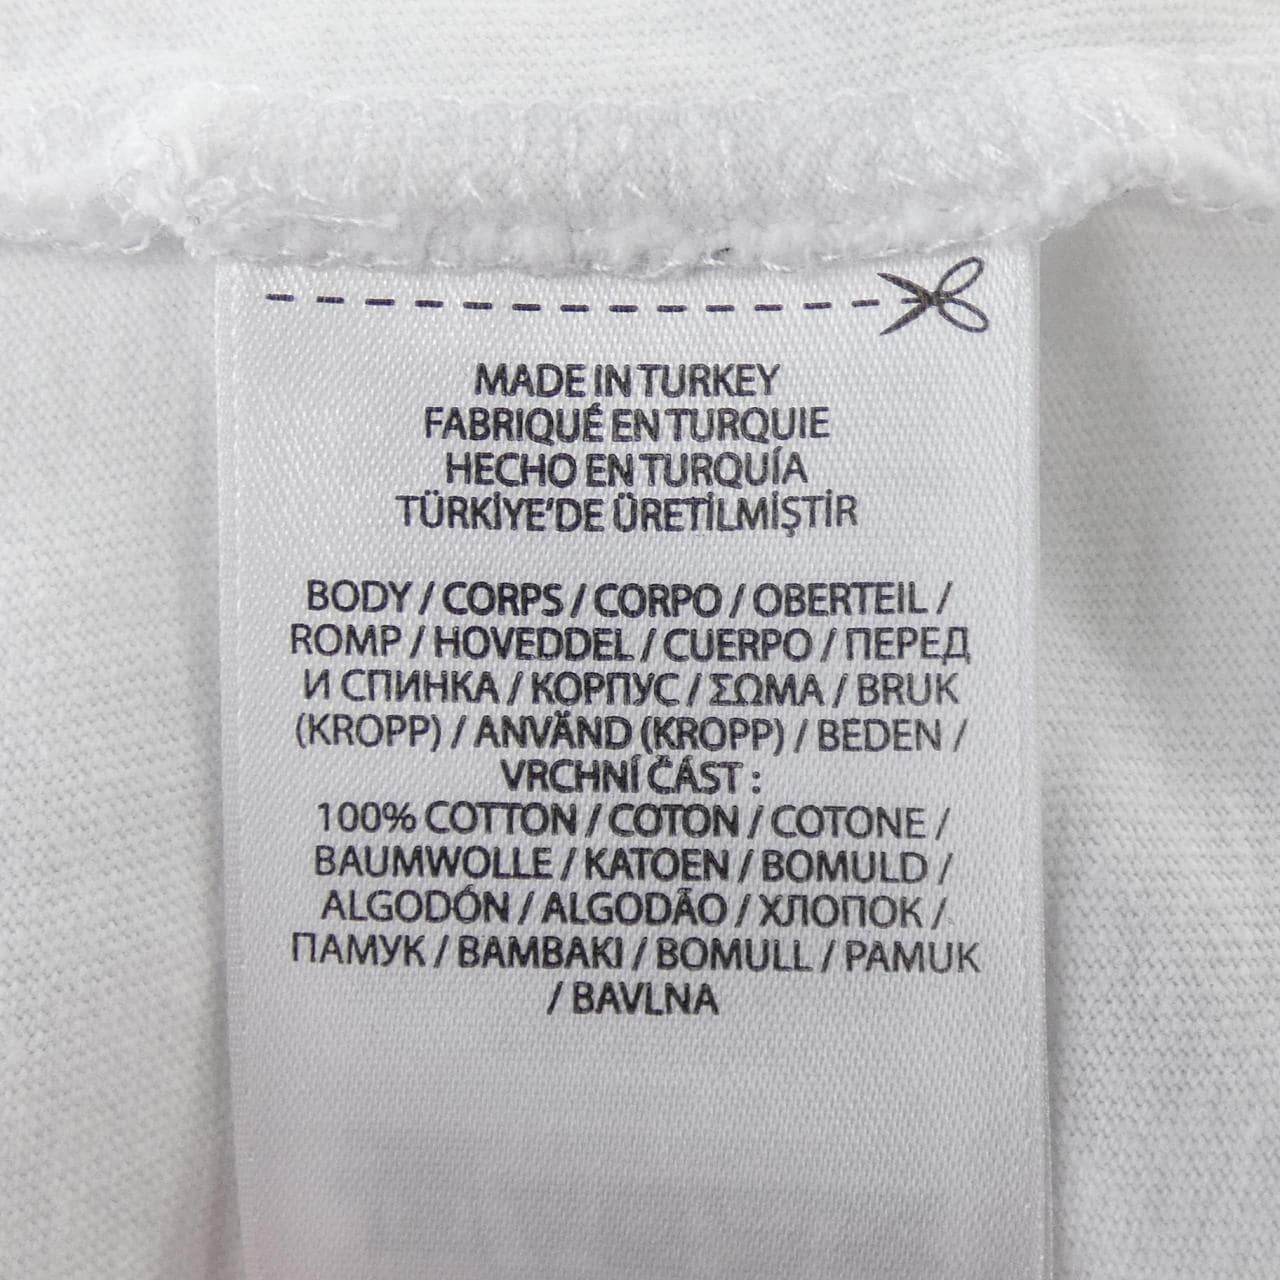 MADE IN TURKEY
FABRIQUÉ EN TURQUIE
HECHO EN TURQUÍA
TÜRKİYE'DE ÜRETİLMİŞTİR
BODY / CORPS / CORPO / OBERTEIL /
ROMP / HOVEDDEL / CUERPO / ПЕРЕД
И СПИНКА / КОРПУС / ΣΩΜΑ / BRUK
(KROPP) / ANVÄND (KROPP) / BEDEN /
VRCHNÍ ČÁST :
100% COTTON / COTON / COTONE /
BAUMWOLLE / KATOEN / BOMULD /
ALGODÓN / ALGODÃO / ХЛОПОК /
ПАМУК / ΒΑΜΒΑΚΙ / BOMULL / PAMUK
/ BAVLNA